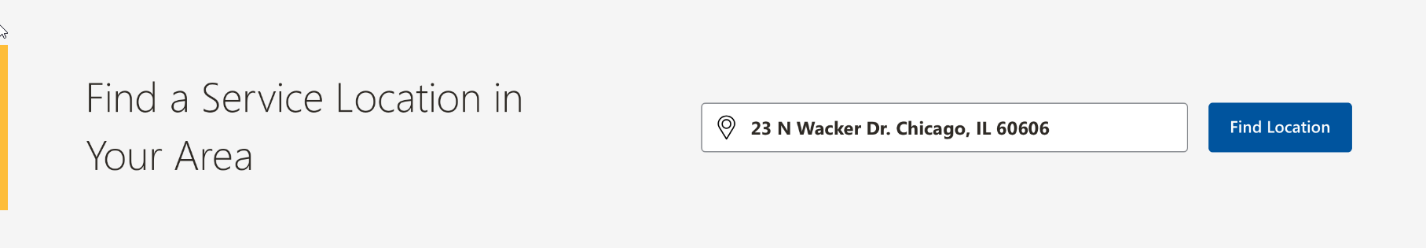 Find a Service Location in
Your Area
23 N Wacker Dr. Chicago, IL 60606
Find Location